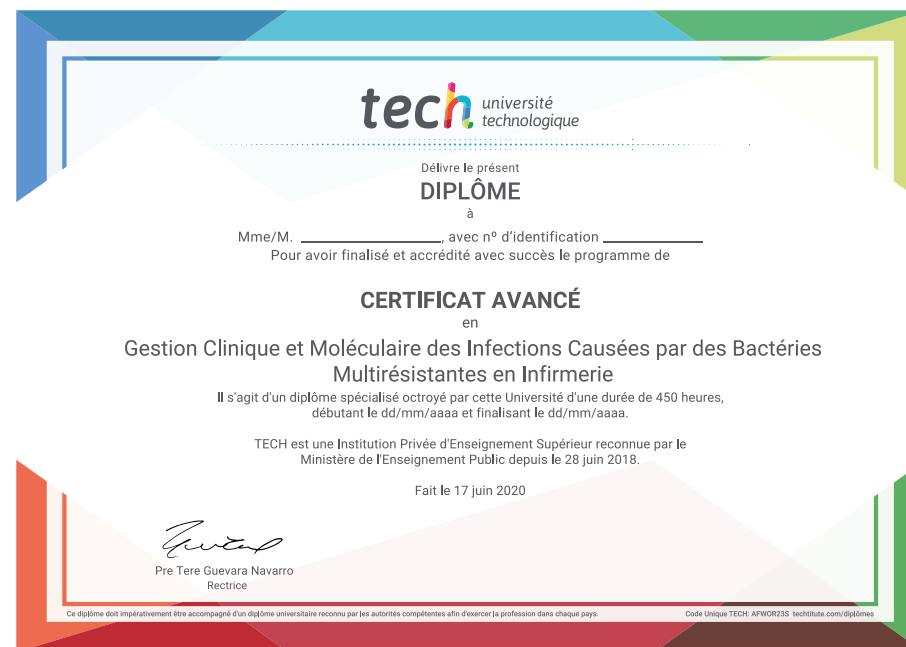 tech université
technologique
Délivre le présent
DIPLÔME
à
Mme/M. ____________________, avec nº d'identification ______________
Pour avoir finalisé et accrédité avec succès le programme de
CERTIFICAT AVANCÉ
en
Gestion Clinique et Moléculaire des Infections Causées par des Bactéries
Multirésistantes en Infirmerie
Il s'agit d'un diplôme spécialisé octroyé par cette Université d'une durée de 450 heures,
débutant le dd/mm/aaaa et finalisant le dd/mm/aaaa.
TECH est une Institution Privée d'Enseignement Supérieur reconnue par le
Ministère de l'Enseignement Public depuis le 28 juin 2018.
Fait le 17 juin 2020
Pre Tere Guevara Navarro
Rectrice
Ce diplôme doit impérativement être accompagné d'un diplôme universitaire reconnu par les autorités compétentes afin d'exercer la profession dans chaque pays. Code Unique TECH: AFWOR23S techtitute.com/diplômes